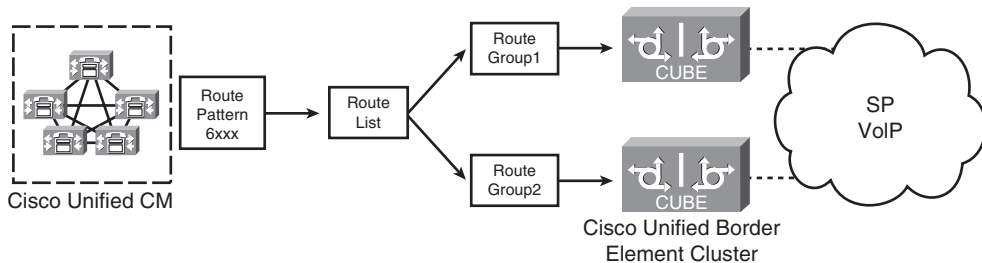 Cisco Unified CM
Route
Pattern
6xxx
Route
List
Route
Group1
Route
Group2
CUBE
CUBE
Cisco Unified Border
Element Cluster
SP
VoIP